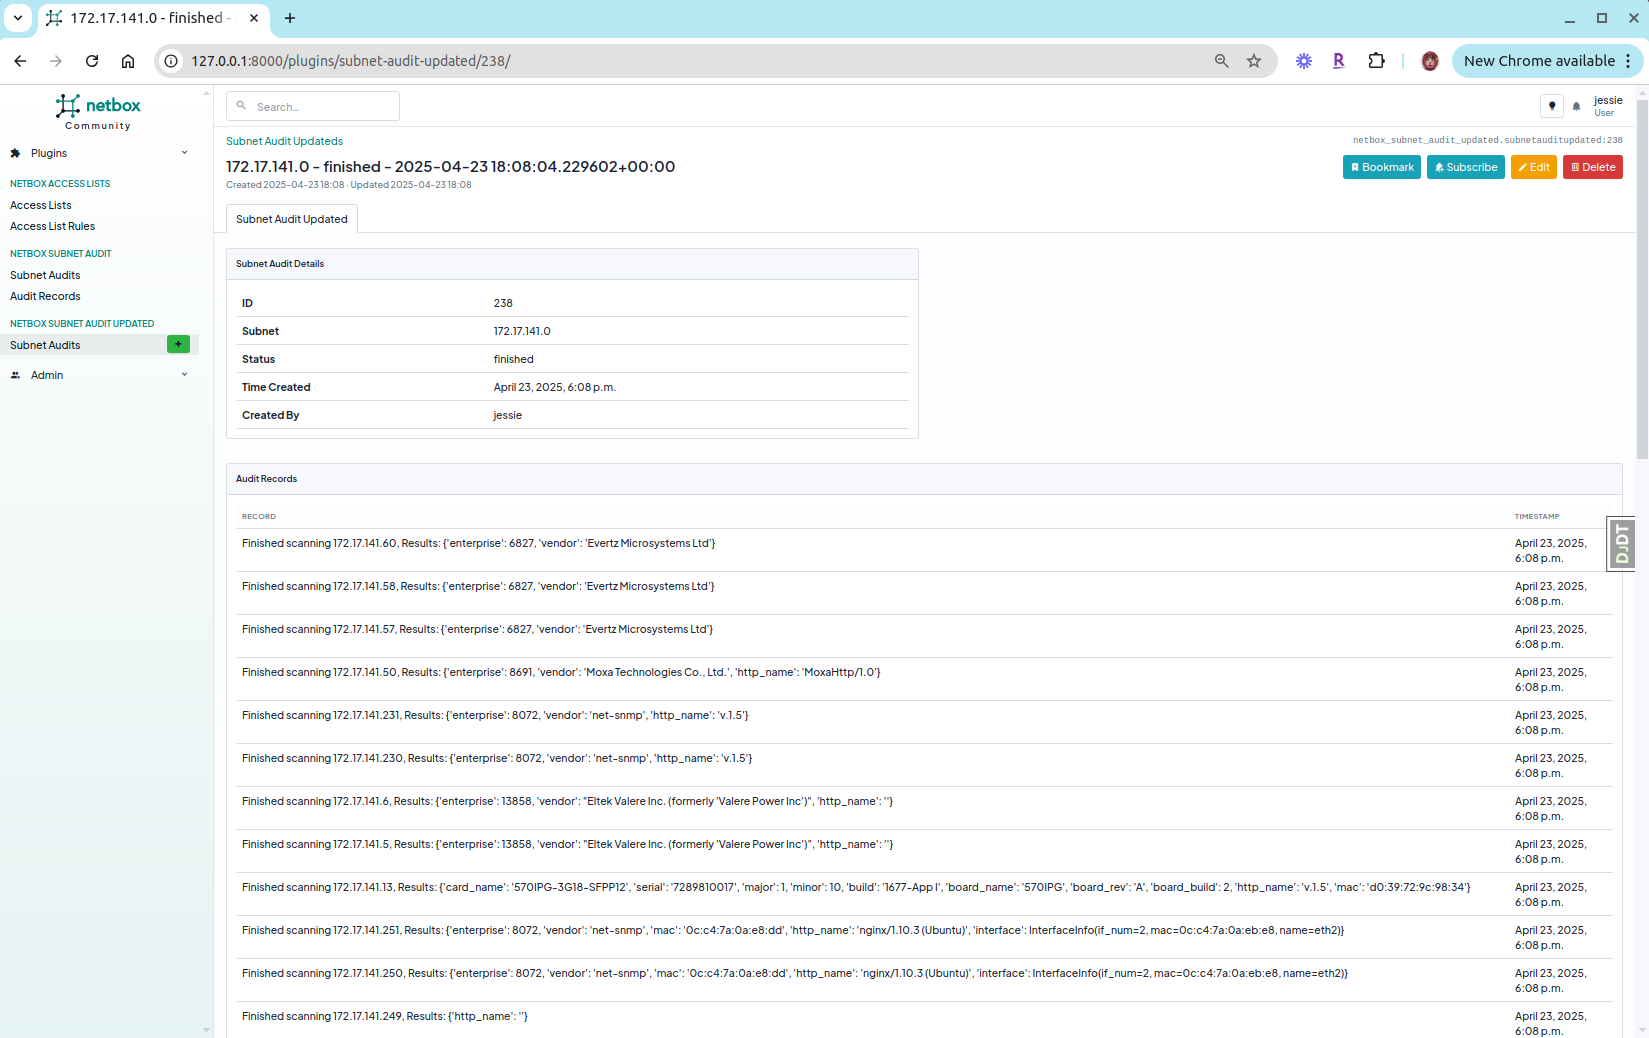 172.17.141.0 - finished -
127.0.0.1:8000/plugins/subnet-audit-updated/238/
New Chrome available
netbox
Community
Search...
jessie
User
Plugins
NETBOX ACCESS LISTS
Access Lists
Access List Rules
NETBOX SUBNET AUDIT
Subnet Audits
Audit Records
NETBOX SUBNET AUDIT UPDATED
Subnet Audits
Admin
Subnet Audit Updateds
netbox_subnet_audit_updated.subnetauditupdated:238
172.17.141.0 - finished - 2025-04-23 18:08:04.229602+00:00
Created 2025-04-23 18:08 · Updated 2025-04-23 18:08
Bookmark
Subscribe
Edit
Delete
Subnet Audit Updated
Subnet Audit Details
ID 238
Subnet 172.17.141.0
Status finished
Time Created April 23, 2025, 6:08 p.m.
Created By jessie
Audit Records
RECORD TIMESTAMP
Finished scanning 172.17.141.60, Results: {'enterprise': 6827, 'vendor': 'Evertz Microsystems Ltd'} April 23, 2025,
6:08 p.m.
Finished scanning 172.17.141.58, Results: {'enterprise': 6827, 'vendor': 'Evertz Microsystems Ltd'} April 23, 2025,
6:08 p.m.
Finished scanning 172.17.141.57, Results: {'enterprise': 6827, 'vendor': 'Evertz Microsystems Ltd'} April 23, 2025,
6:08 p.m.
Finished scanning 172.17.141.50, Results: {'enterprise': 8691, 'vendor': 'Moxa Technologies Co., Ltd.', 'http_name': 'MoxaHttp/1.0'} April 23, 2025,
6:08 p.m.
Finished scanning 172.17.141.231, Results: {'enterprise': 8072, 'vendor': 'net-snmp', 'http_name': 'v.1.5'} April 23, 2025,
6:08 p.m.
Finished scanning 172.17.141.230, Results: {'enterprise': 8072, 'vendor': 'net-snmp', 'http_name': 'v.1.5'} April 23, 2025,
6:08 p.m.
Finished scanning 172.17.141.6, Results: {'enterprise': 13858, 'vendor': "Eltek Valere Inc. (formerly 'Valere Power Inc')", 'http_name': ''} April 23, 2025,
6:08 p.m.
Finished scanning 172.17.141.5, Results: {'enterprise': 13858, 'vendor': "Eltek Valere Inc. (formerly 'Valere Power Inc')", 'http_name': ''} April 23, 2025,
6:08 p.m.
Finished scanning 172.17.141.13, Results: {'card_name': '570IPG-3G18-SFPP12', 'serial': '7289810017', 'major': 1, 'minor': 10, 'build': '1677-App I', 'board_name': '570IPG', 'board_rev': 'A', 'board_build': 2, 'http_name': 'v.1.5', 'mac': 'd0:39:72:9c:98:34'} April 23, 2025,
6:08 p.m.
Finished scanning 172.17.141.251, Results: {'enterprise': 8072, 'vendor': 'net-snmp', 'mac': '0c:c4:7a:0a:e8:dd', 'http_name': 'nginx/1.10.3 (Ubuntu)', 'interface': InterfaceInfo(if_num=2, mac=0c:c4:7a:0a:eb:e8, name=eth2)} April 23, 2025,
6:08 p.m.
Finished scanning 172.17.141.250, Results: {'enterprise': 8072, 'vendor': 'net-snmp', 'mac': '0c:c4:7a:0a:e8:dd', 'http_name': 'nginx/1.10.3 (Ubuntu)', 'interface': InterfaceInfo(if_num=2, mac=0c:c4:7a:0a:eb:e8, name=eth2)} April 23, 2025,
6:08 p.m.
Finished scanning 172.17.141.249, Results: {'http_name': ''} April 23, 2025,
6:08 p.m.
DJDT